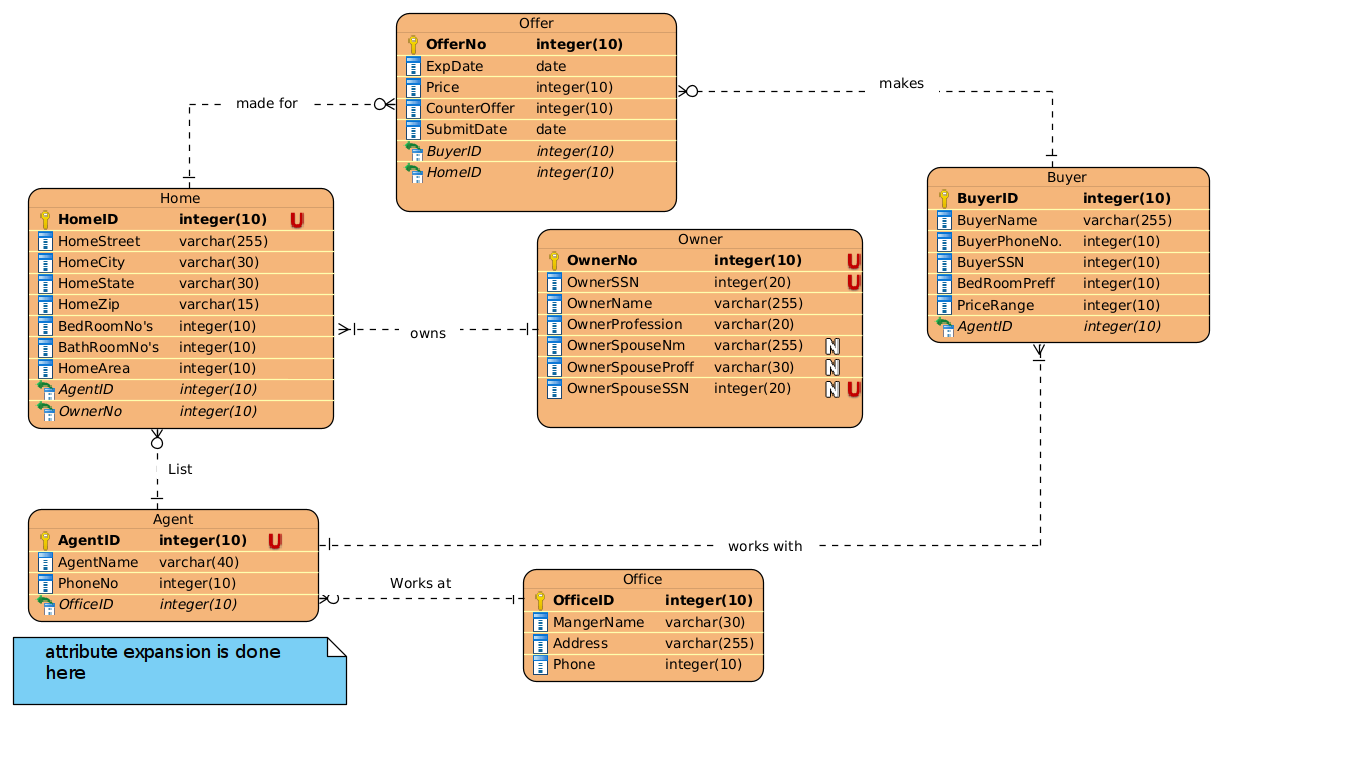 Offer
OfferNo integer(10)
ExpDate date
Price integer(10)
CounterOffer integer(10)
SubmitDate date
BuyerID integer(10)
HomeID integer(10)
made for
makes
Home
HomeID integer(10) U
HomeStreet varchar(255)
HomeCity varchar(30)
HomeState varchar(30)
HomeZip varchar(15)
BedRoomNo's integer(10)
BathRoomNo's integer(10)
HomeArea integer(10)
AgentID integer(10)
OwnerNo integer(10)
owns
Owner
OwnerNo integer(10) U
OwnerSSN integer(20) U
OwnerName varchar(255)
OwnerProfession varchar(20)
OwnerSpouseNm varchar(255) N
OwnerSpouseProff varchar(30) N
OwnerSpouseSSN integer(20) N U
Buyer
BuyerID integer(10)
BuyerName varchar(255)
BuyerPhoneNo. integer(10)
BuyerSSN integer(10)
BedRoomPreff integer(10)
PriceRange integer(10)
AgentID integer(10)
List
Agent
AgentID integer(10) U
AgentName varchar(40)
PhoneNo integer(10)
OfficeID integer(10)
works with
Works at
Office
OfficeID integer(10)
MangerName varchar(30)
Address varchar(255)
Phone integer(10)
attribute expansion is done
here